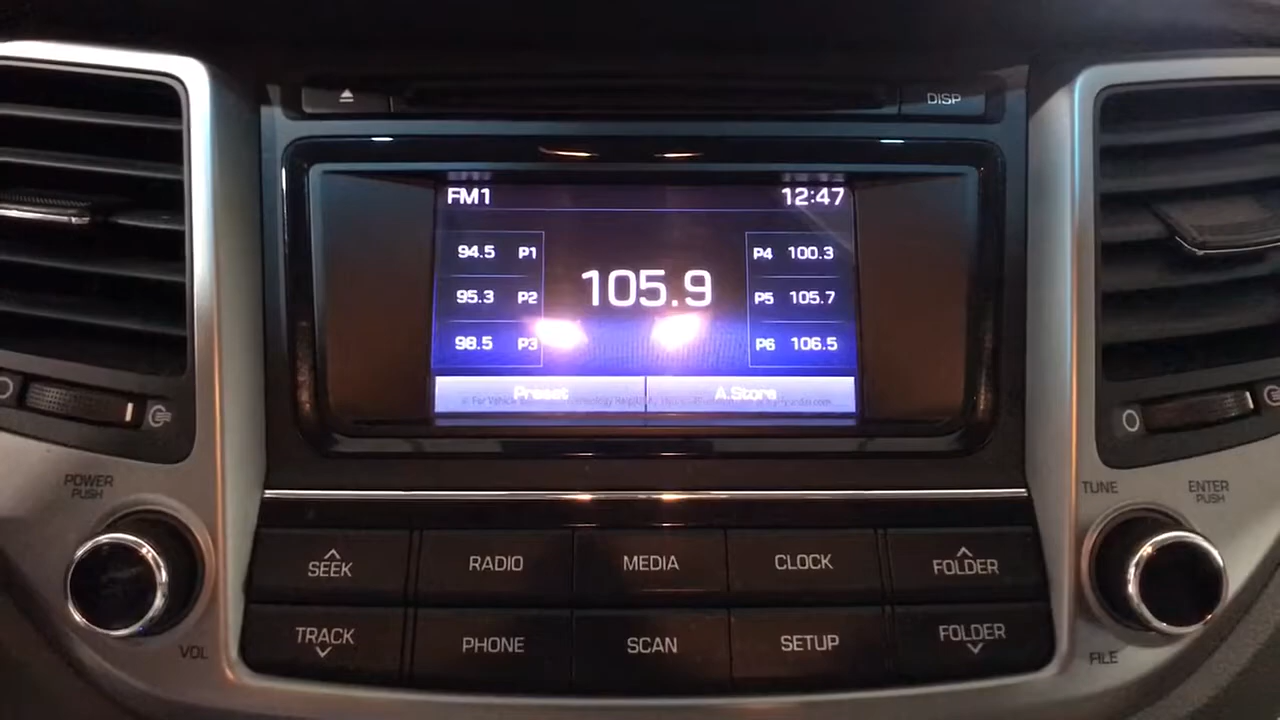 DISP
FM1 12:47
94.5 P1
95.3 P2
98.5 P3
105.9
P4 100.3
P5 105.7
P6 106.5
Preset
A.Store
© For Vehicle
POWER
PUSH
VOL
SEEK
RADIO
MEDIA
CLOCK
FOLDER
TRACK
PHONE
SCAN
SETUP
FOLDER
TUNE
ENTER
PUSH
FILE